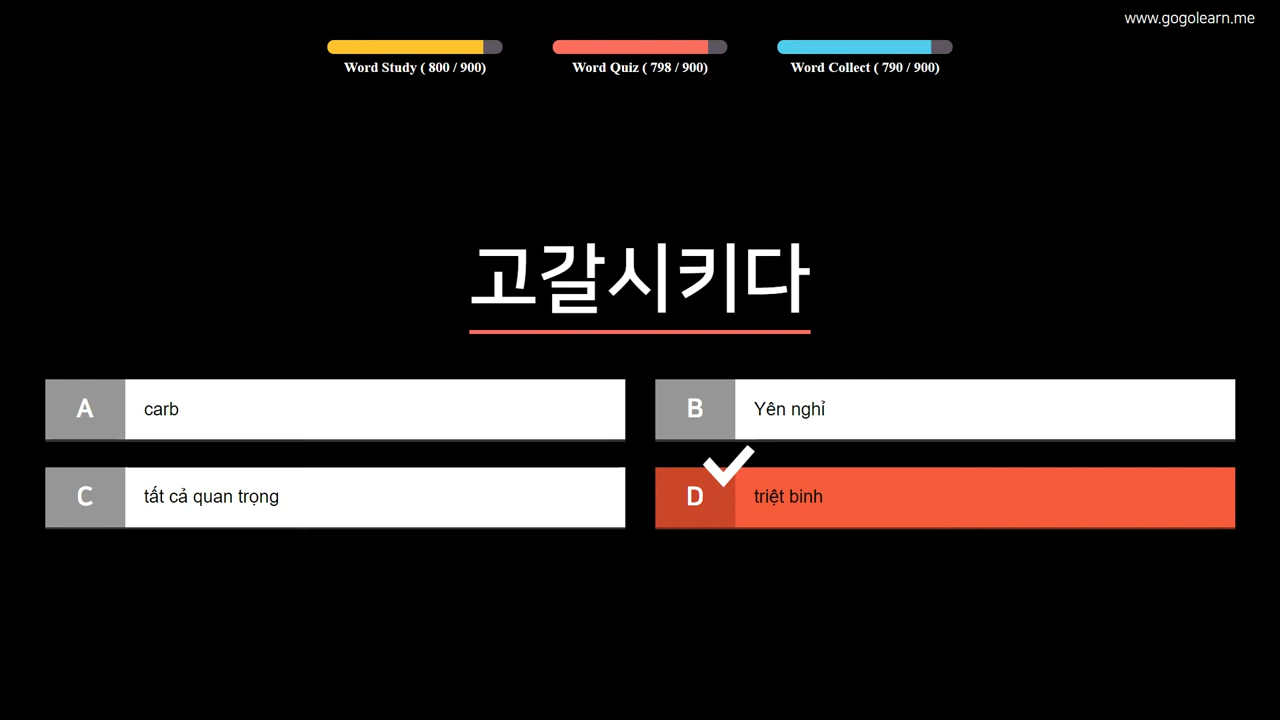 www.gogolearn.me
Word Study ( 800 / 900)
Word Quiz ( 798 / 900)
Word Collect ( 790 / 900)
고갈시키다
A carb
B Yên nghỉ
C tất cả quan trọng
D triệt binh